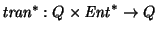 tran* : Q × Ent* → Q